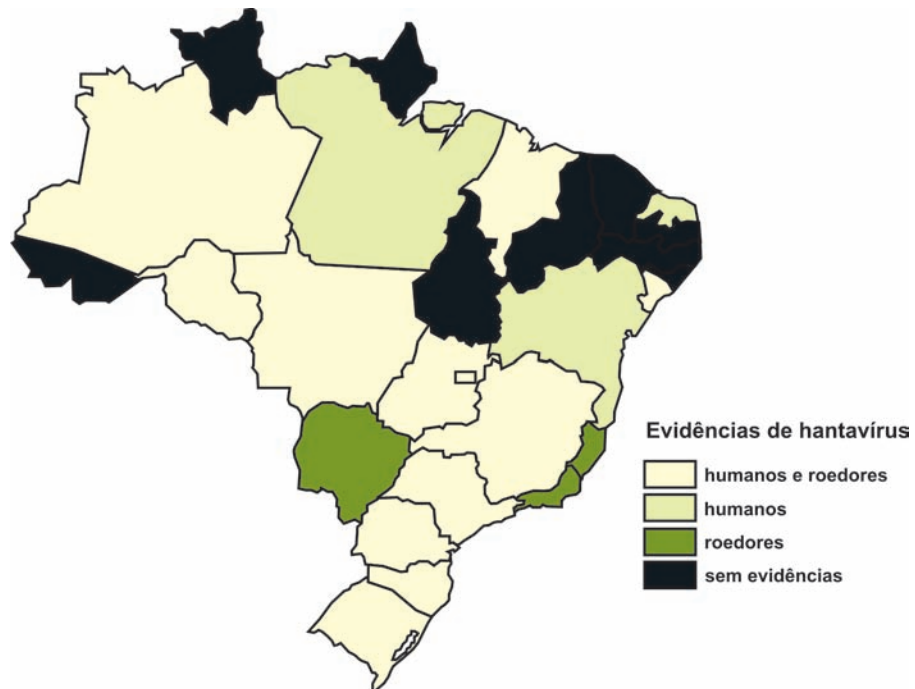 Evidências de hantavírus
humanos e roedores
humanos
roedores
sem evidências